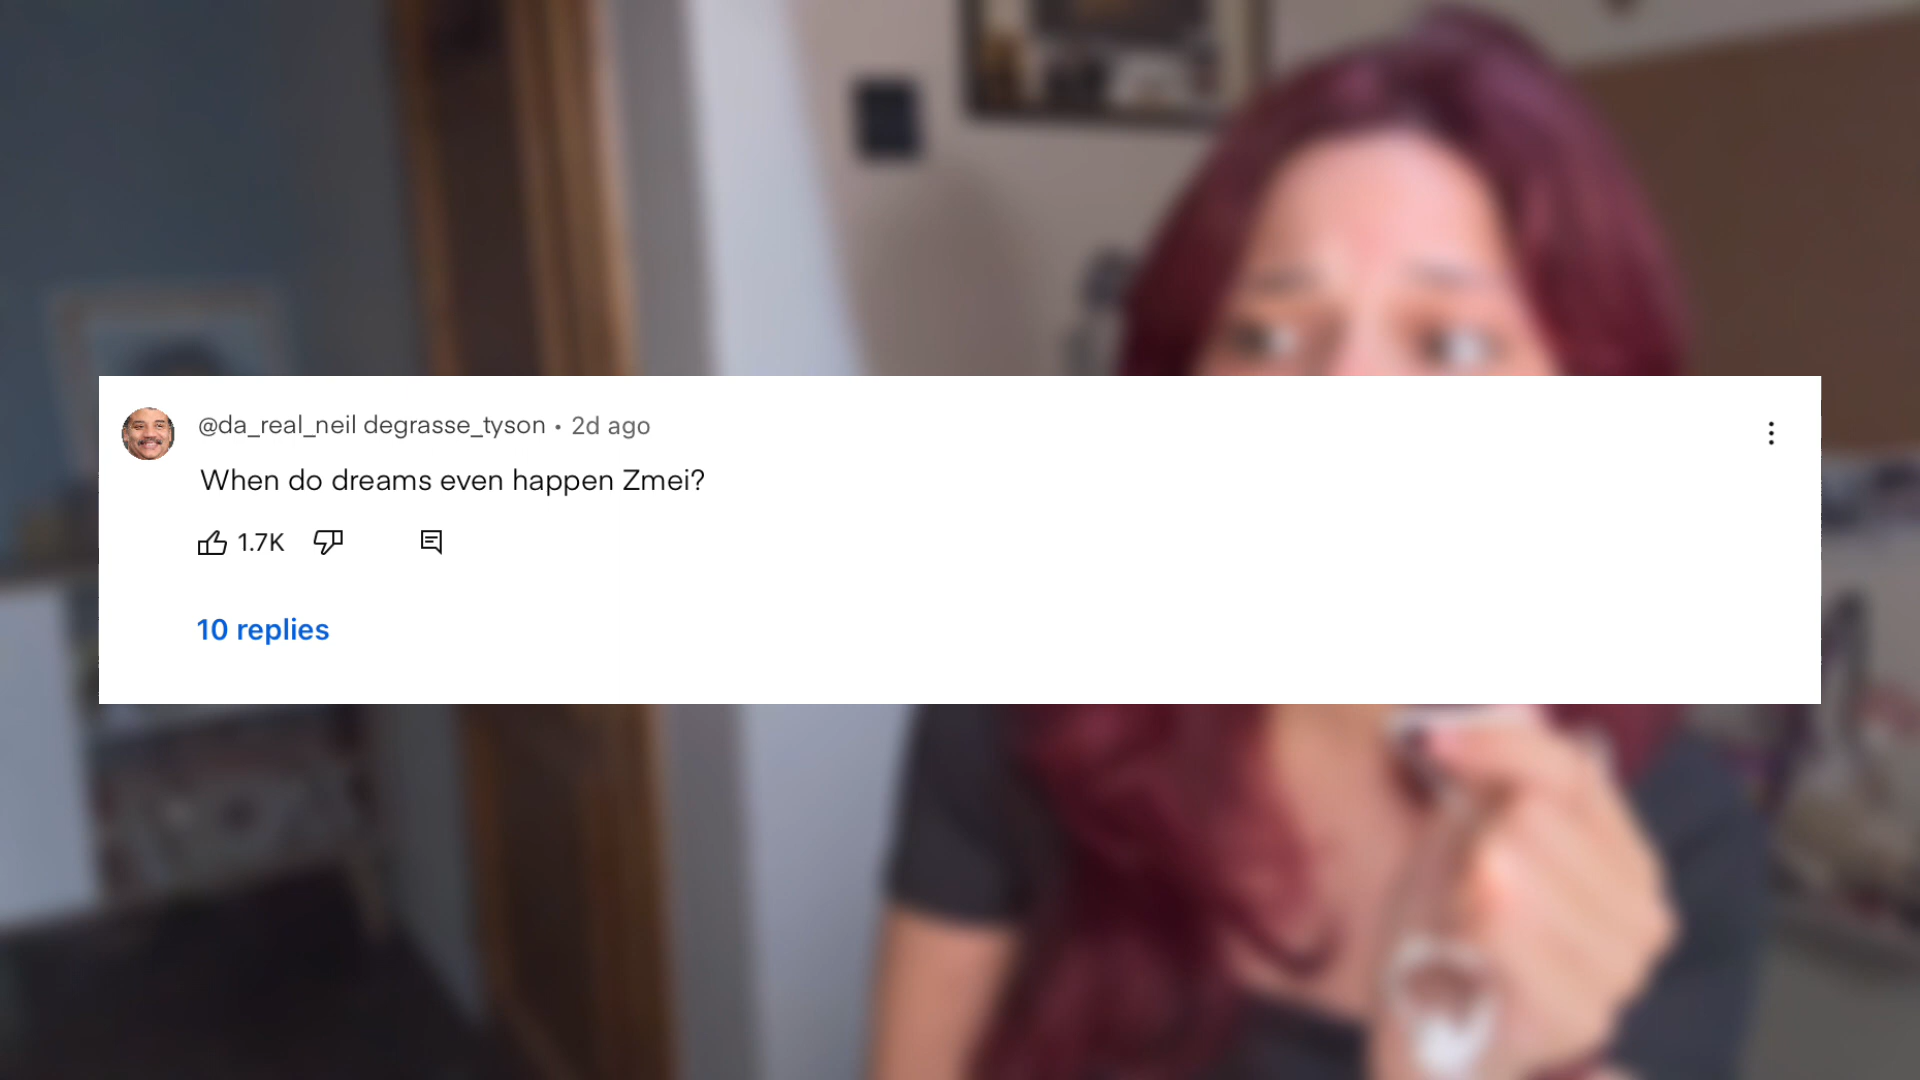 @da_real_neil degrasse_tyson • 2d ago
When do dreams even happen Zmei?
1.7K
10 replies